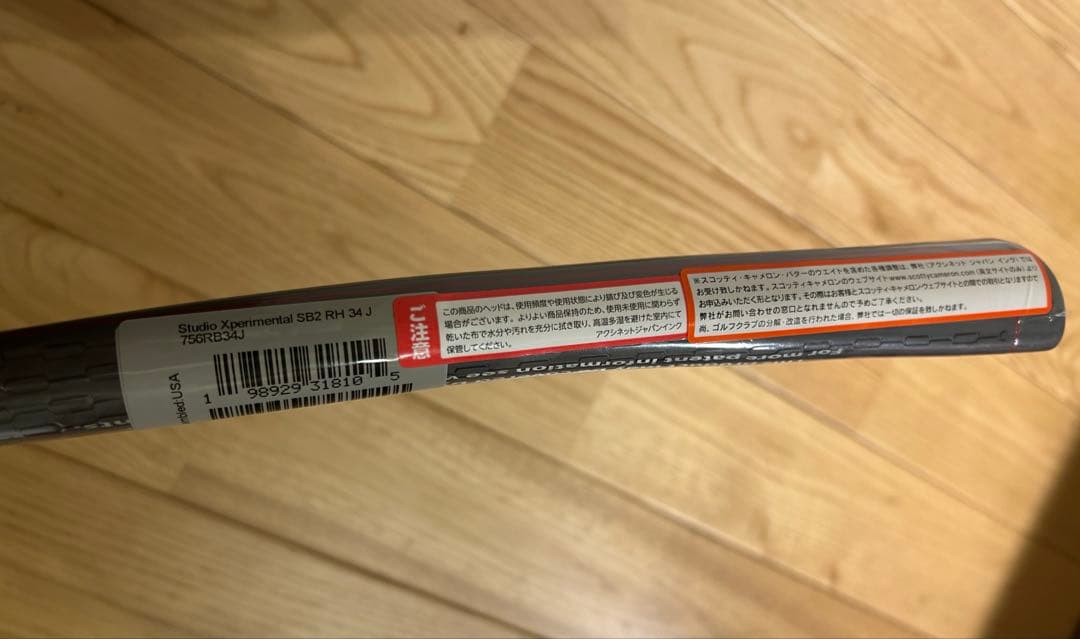 Studio Xperimental SB2 RH 34 J
756RB34J
1 98929 31810 5
mbled:USA
ご注意
この商品のヘッドは、使用頻度や使用状態により錆び及び変色が生じる
場合がございます。よりよい商品保持のため、使用未使用に関わらず
乾いた布で水分や汚れを充分に拭き取り、高温多湿を避けた室内にて
保管してください。
アクシネットジャパンインク
※スコッティ・キャメロン・パターのウエイトを含めた各種調整は、弊社(アクシネット ジャパン インク)では
お受け致しかねます。スコッティキャメロンのウェブサイトwww.scottycameron.com(英文サイトのみ)より
お申込みいただく形となります。その際はお客様とスコッティキャメロンウェブサイトとの間での取引となりますので
弊社がお問い合わせの窓口となれませんので予めご了承ください。
尚、ゴルフクラブの分解・改造を行われた場合、弊社では一切の保証を致しかねます。
For more patent information see